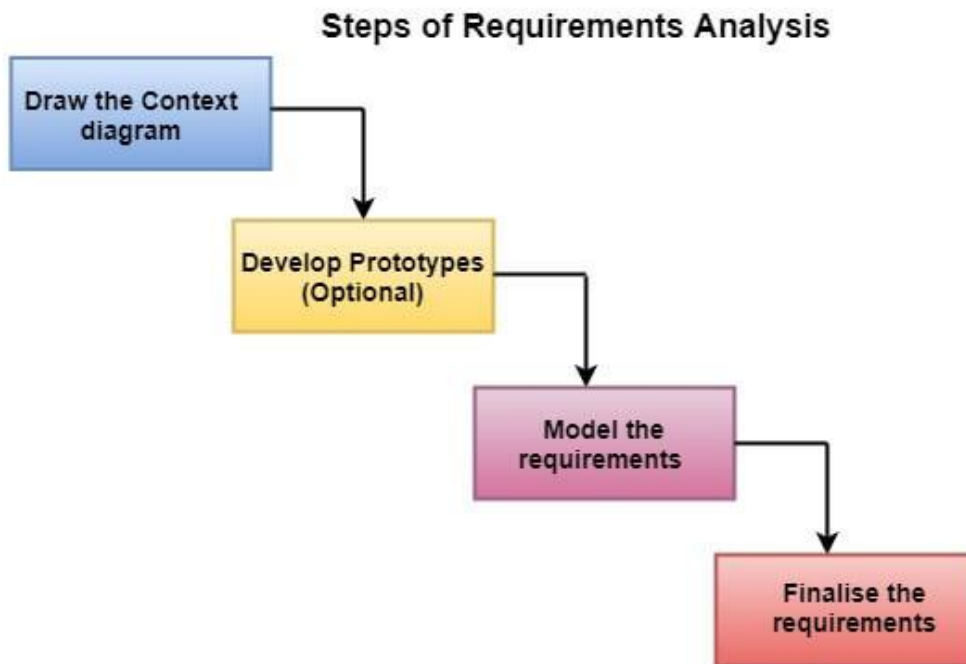 Steps of Requirements Analysis
Draw the Context
diagram
Develop Prototypes
(Optional)
Model the
requirements
Finalise the
requirements